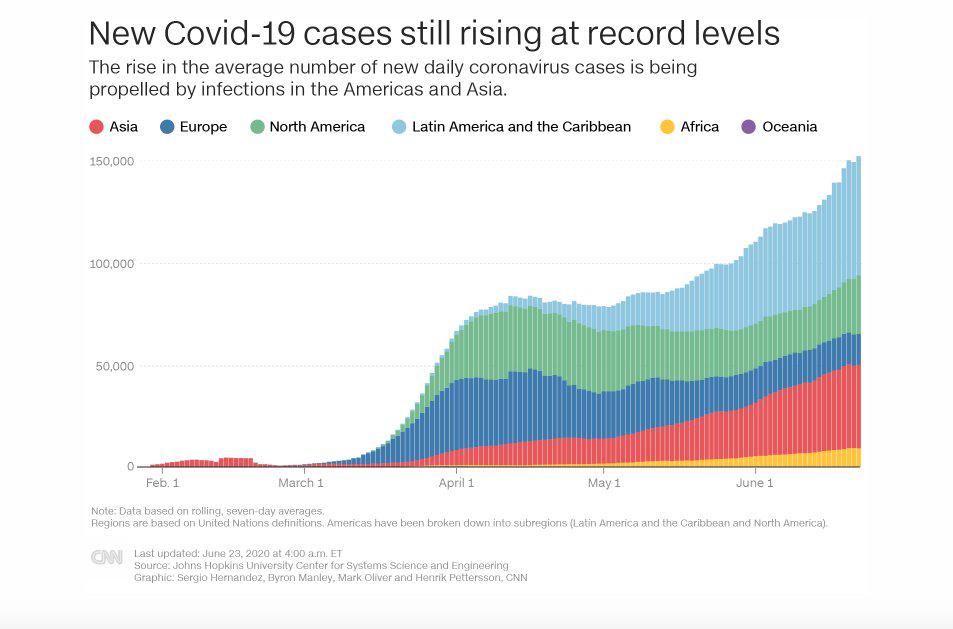 New Covid-19 cases still rising at record levels
The rise in the average number of new daily coronavirus cases is being
propelled by infections in the Americas and Asia.
Asia Europe North America Latin America and the Caribbean Africa Oceania
150,000
100,000
50,000
0
Feb. 1 March 1 April 1 May 1 June 1
Note: Data based on rolling, seven-day averages.
Regions are based on United Nations definitions. Americas have been broken down into subregions (Latin America and the Caribbean and North America).
CNN
Last updated: June 23, 2020 at 4:00 a.m. ET
Source: Johns Hopkins University Center for Systems Science and Engineering
Graphic: Sergio Hernandez, Byron Manley, Mark Oliver and Henrik Pettersson, CNN